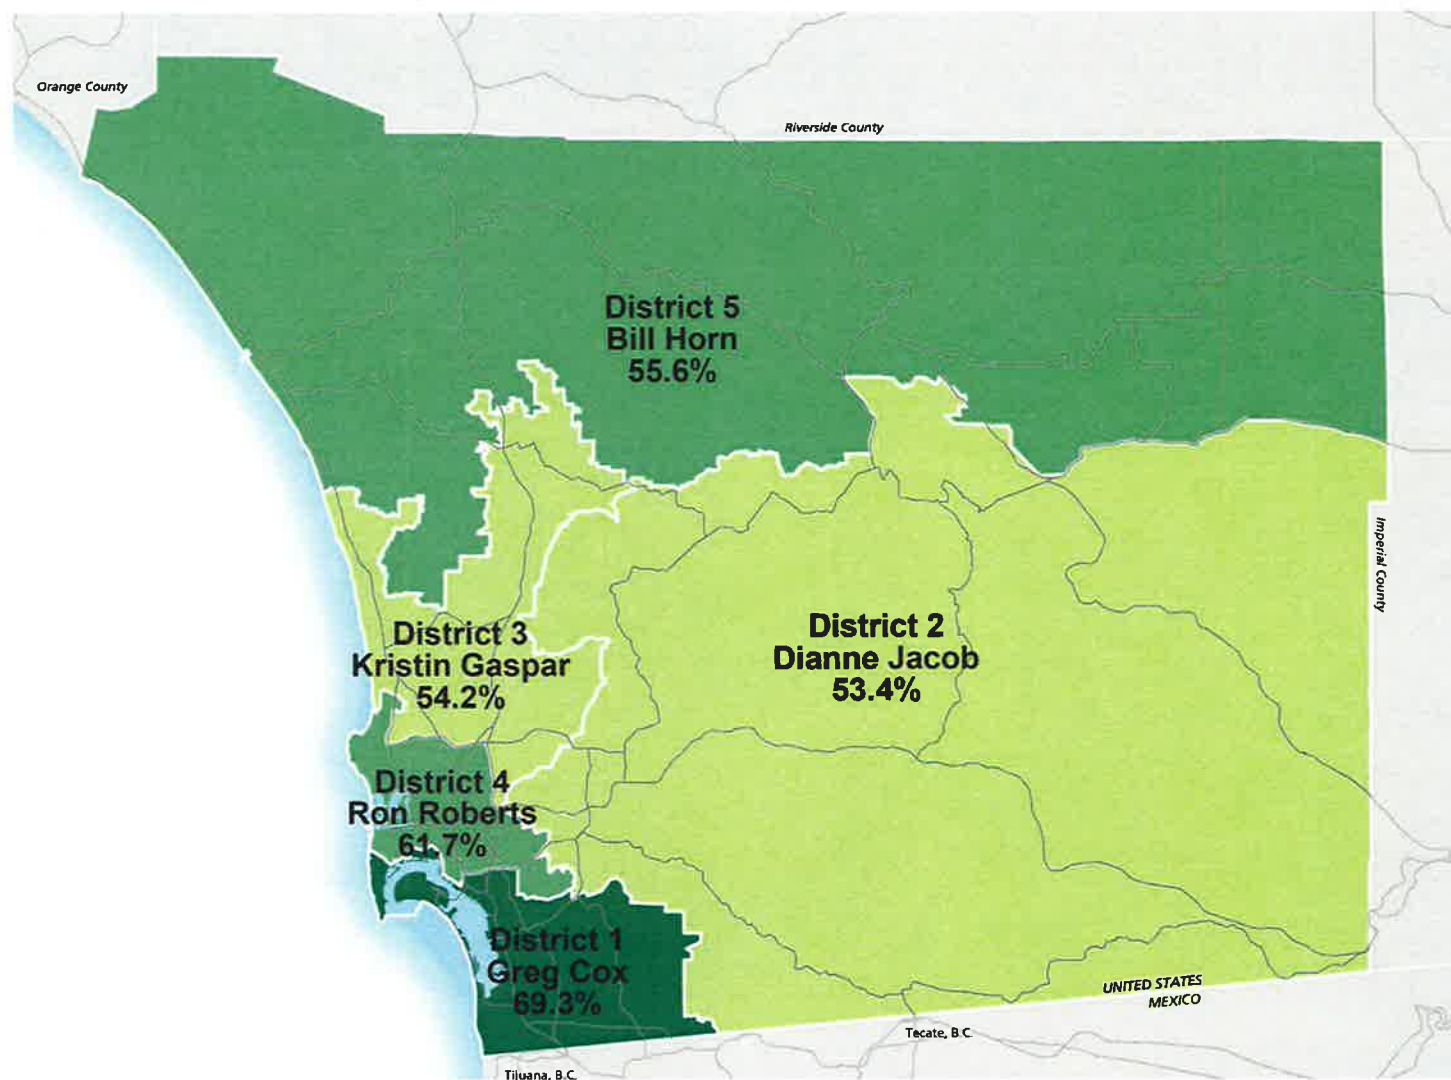 Orange County
Riverside County
District 5
Bill Horn
55.6%
Imperial County
District 3
Kristin Gaspar
54.2%
District 2
Dianne Jacob
53.4%
District 4
Ron Roberts
61.7%
District 1
Greg Cox
69.3%
UNITED STATES
MEXICO
Tecate, B.C.
Tijuana, B.C.